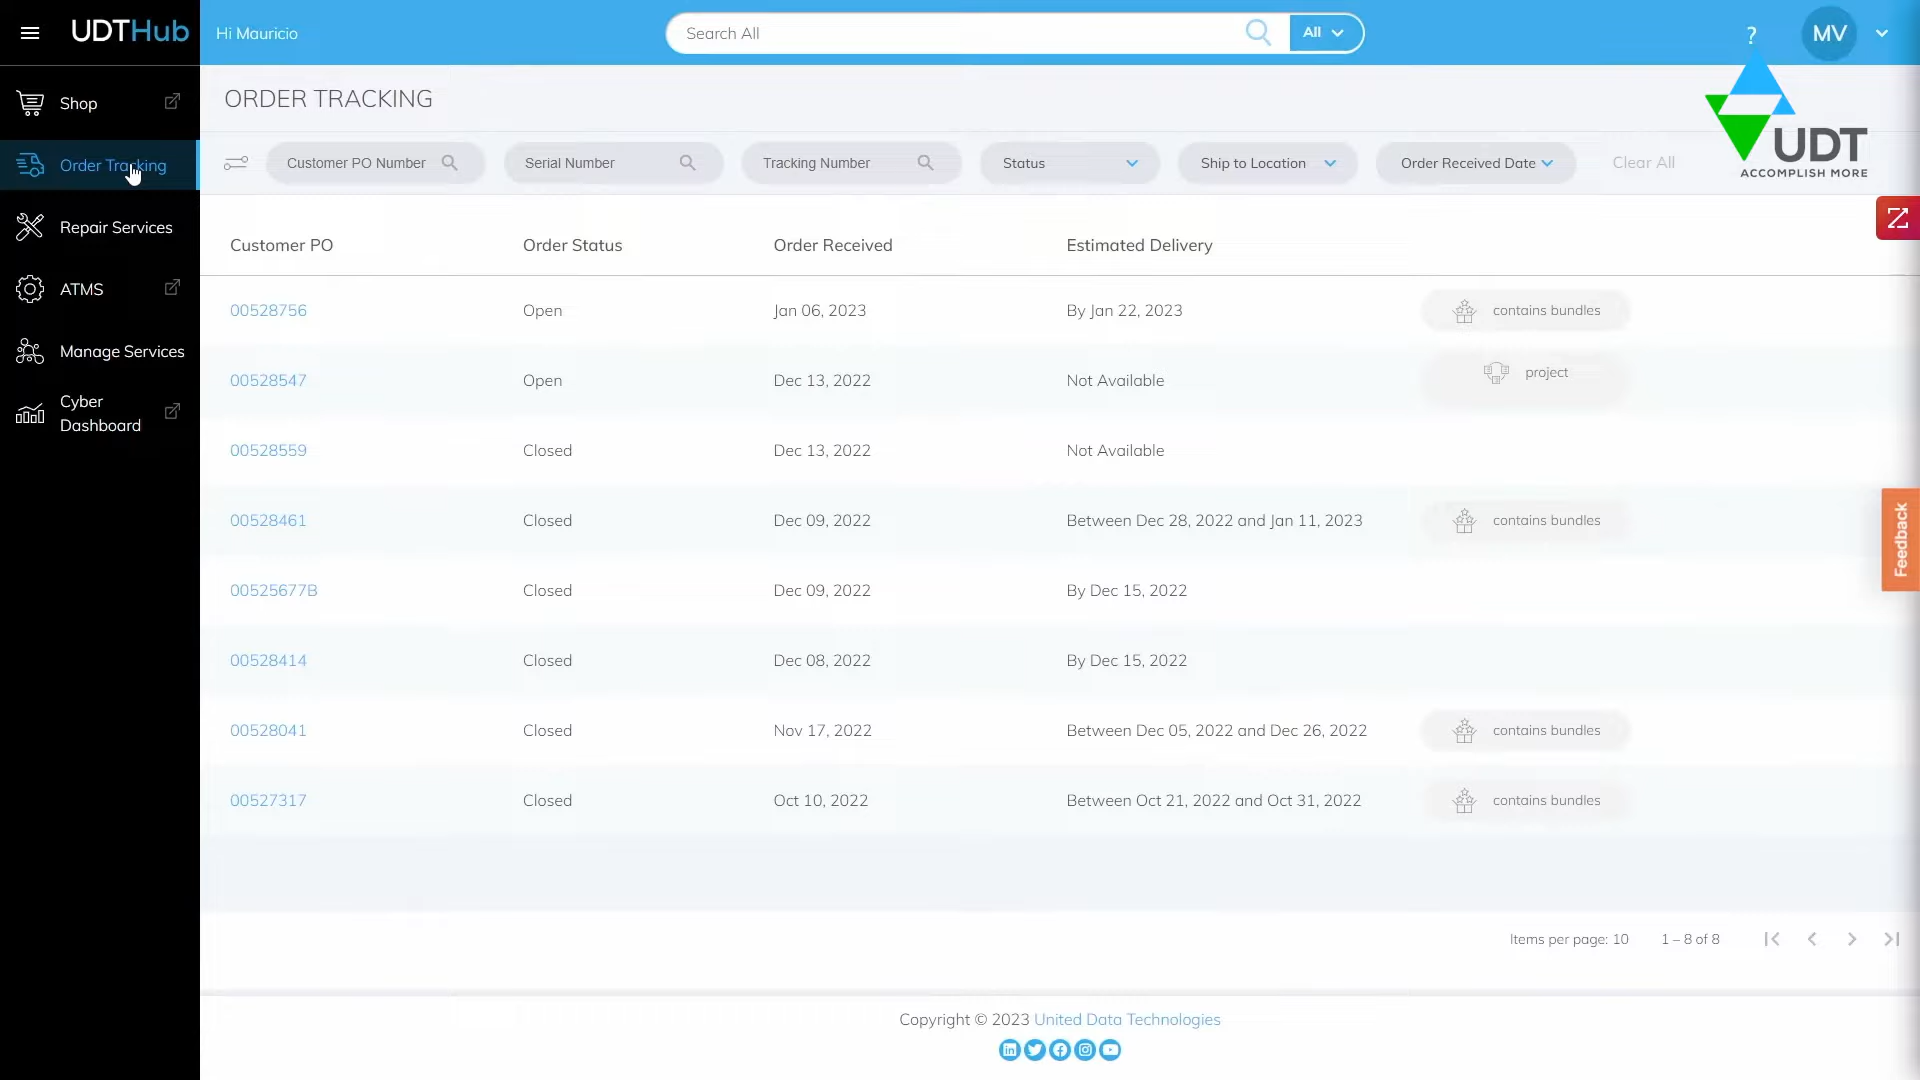 UDTHub
Hi Mauricio
Search All
All
?
MV
Shop
Order Tracking
Repair Services
ATMS
Manage Services
Cyber
Dashboard
ORDER TRACKING
UDT
ACCOMPLISH MORE
Customer PO Number
Serial Number
Tracking Number
Status
Ship to Location
Order Received Date
Clear All
Customer PO Order Status Order Received Estimated Delivery
00528756 Open Jan 06, 2023 By Jan 22, 2023 contains bundles
00528547 Open Dec 13, 2022 Not Available project
00528559 Closed Dec 13, 2022 Not Available
00528461 Closed Dec 09, 2022 Between Dec 28, 2022 and Jan 11, 2023 contains bundles
00525677B Closed Dec 09, 2022 By Dec 15, 2022
00528414 Closed Dec 08, 2022 By Dec 15, 2022
00528041 Closed Nov 17, 2022 Between Dec 05, 2022 and Dec 26, 2022 contains bundles
00527317 Closed Oct 10, 2022 Between Oct 21, 2022 and Oct 31, 2022 contains bundles
Feedback
Items per page: 10 1 – 8 of 8
Copyright © 2023 United Data Technologies